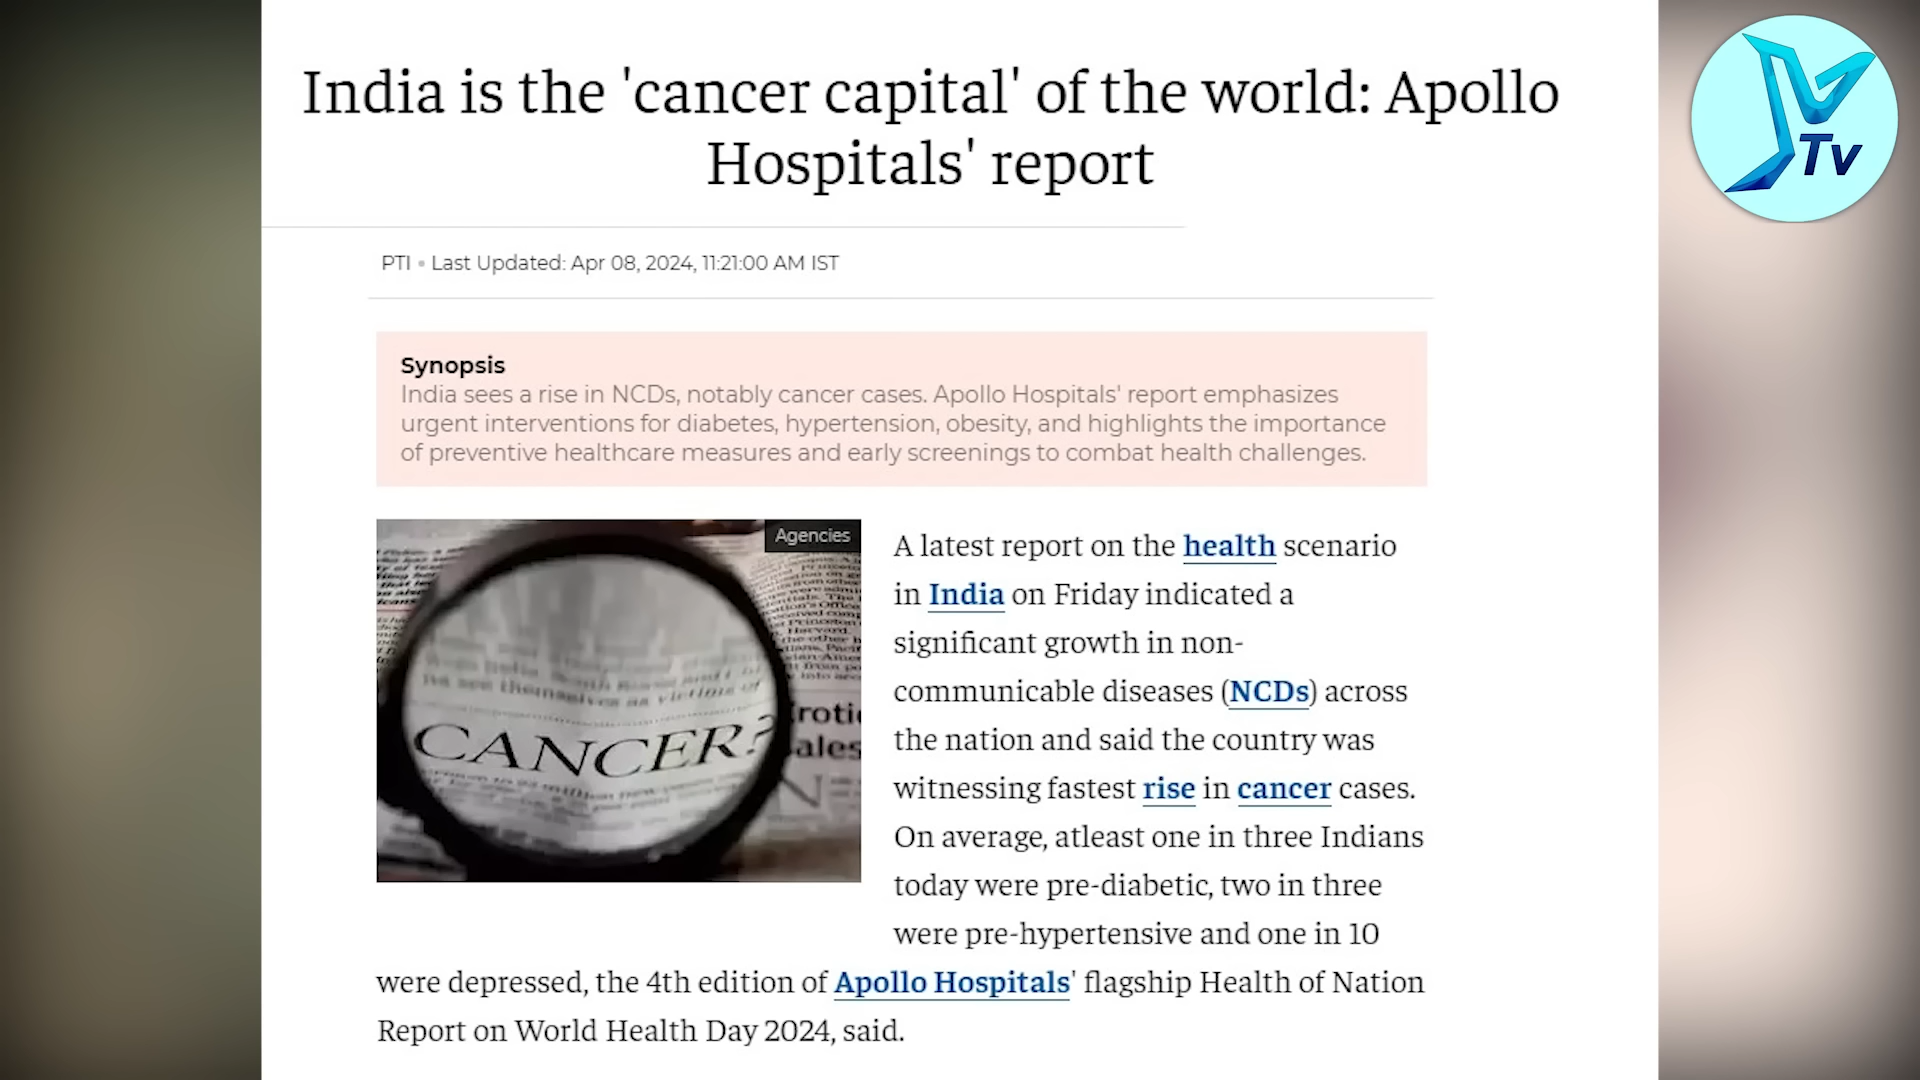 India is the 'cancer capital' of the world: Apollo
Hospitals' report
Tv
PTI • Last Updated: Apr 08, 2024, 11:21:00 AM IST
Synopsis
India sees a rise in NCDs, notably cancer cases. Apollo Hospitals' report emphasizes
urgent interventions for diabetes, hypertension, obesity, and highlights the importance
of preventive healthcare measures and early screenings to combat health challenges.
Agencies
CANCER?
A latest report on the health scenario
in India on Friday indicated a
significant growth in non-
communicable diseases (NCDs) across
the nation and said the country was
witnessing fastest rise in cancer cases.
On average, atleast one in three Indians
today were pre-diabetic, two in three
were pre-hypertensive and one in 10
were depressed, the 4th edition of Apollo Hospitals' flagship Health of Nation
Report on World Health Day 2024, said.